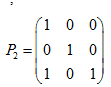 ,
P₂ = ( 1 0 0
0 1 0
1 0 1 )